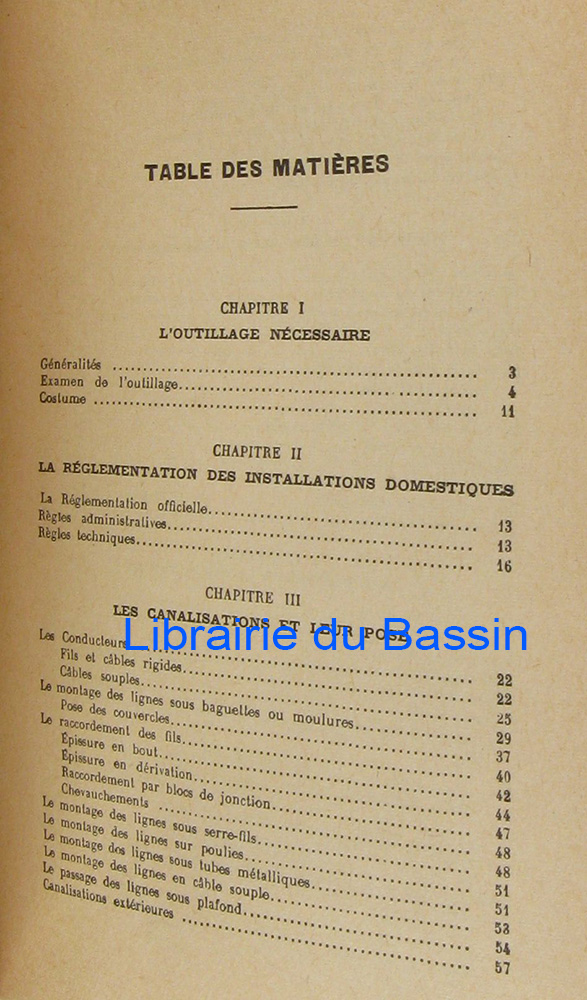 TABLE DES MATIÈRES
CHAPITRE I
L'OUTILLAGE NÉCESSAIRE
Généralités ........ 3
Examen de l'outillage........ 4
Costume ........ 11
CHAPITRE II
LA RÉGLEMENTATION DES INSTALLATIONS DOMESTIQUES
La Réglementation officielle........ 13
Règles administratives........ 13
Règles techniques........ 16
CHAPITRE III
LES CANALISATIONS ET LEUR POSE
Librairie du Bassin
Les Conducteurs ........ 22
Fils et câbles rigides........ 22
Câbles souples........ 25
Le montage des lignes sous baguettes ou moulures........ 29
Pose des couvercles........ 37
Le raccordement des fils........ 40
Épissure en bout........ 42
Épissure en dérivation........ 44
Raccordement par blocs de jonction........ 47
Chevauchements ........ 48
Le montage des lignes sous serre-fils........ 48
Le montage des lignes sur poulies........ 51
Le montage des lignes sous tubes métalliques........ 51
Le montage des lignes en câble souple........ 53
Le passage des lignes sous plafond........ 54
Canalisations extérieures ........ 57